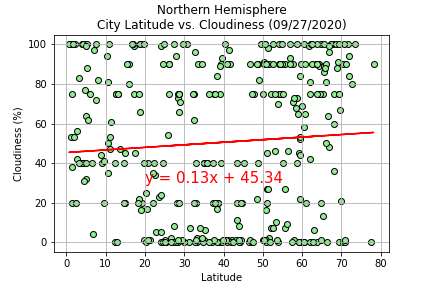 Northern Hemisphere
City Latitude vs. Cloudiness (09/27/2020)
100
80
60
40
20
0
Cloudiness (%)
y = 0.13x + 45.34
0 10 20 30 40 50 60 70 80
Latitude